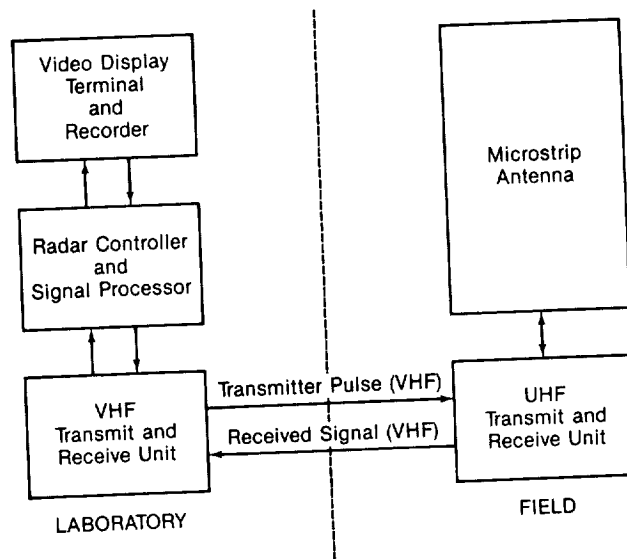 Video Display
Terminal
and
Recorder
Microstrip
Antenna
Radar Controller
and
Signal Processor
VHF
Transmit and
Receive Unit
Transmitter Pulse (VHF)
Received Signal (VHF)
UHF
Transmit and
Receive Unit
LABORATORY
FIELD